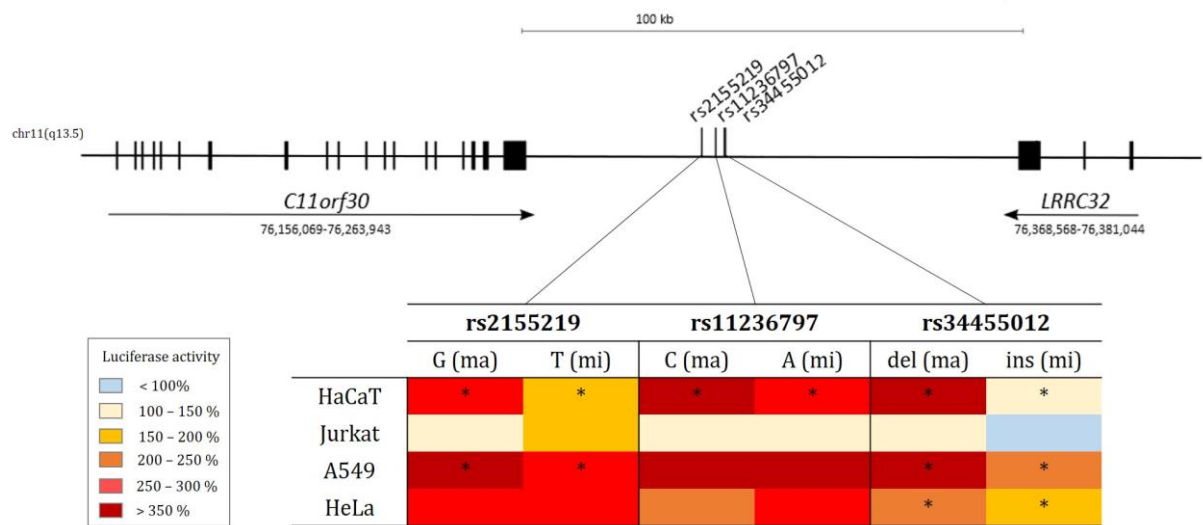 100 kb
rs2155219
rs11236797
rs34455012
chr11(q13.5)
C11orf30
76,156,069-76,263,943
LRRC32
76,368,568-76,381,044
rs2155219 rs11236797 rs34455012
Luciferase activity
< 100%
100 – 150 %
150 – 200 %
200 – 250 %
250 – 300 %
> 350 %
G (ma) T (mi) C (ma) A (mi) del (ma) ins (mi)
HaCaT * * * * * *
Jurkat
A549 * * * *
HeLa * *